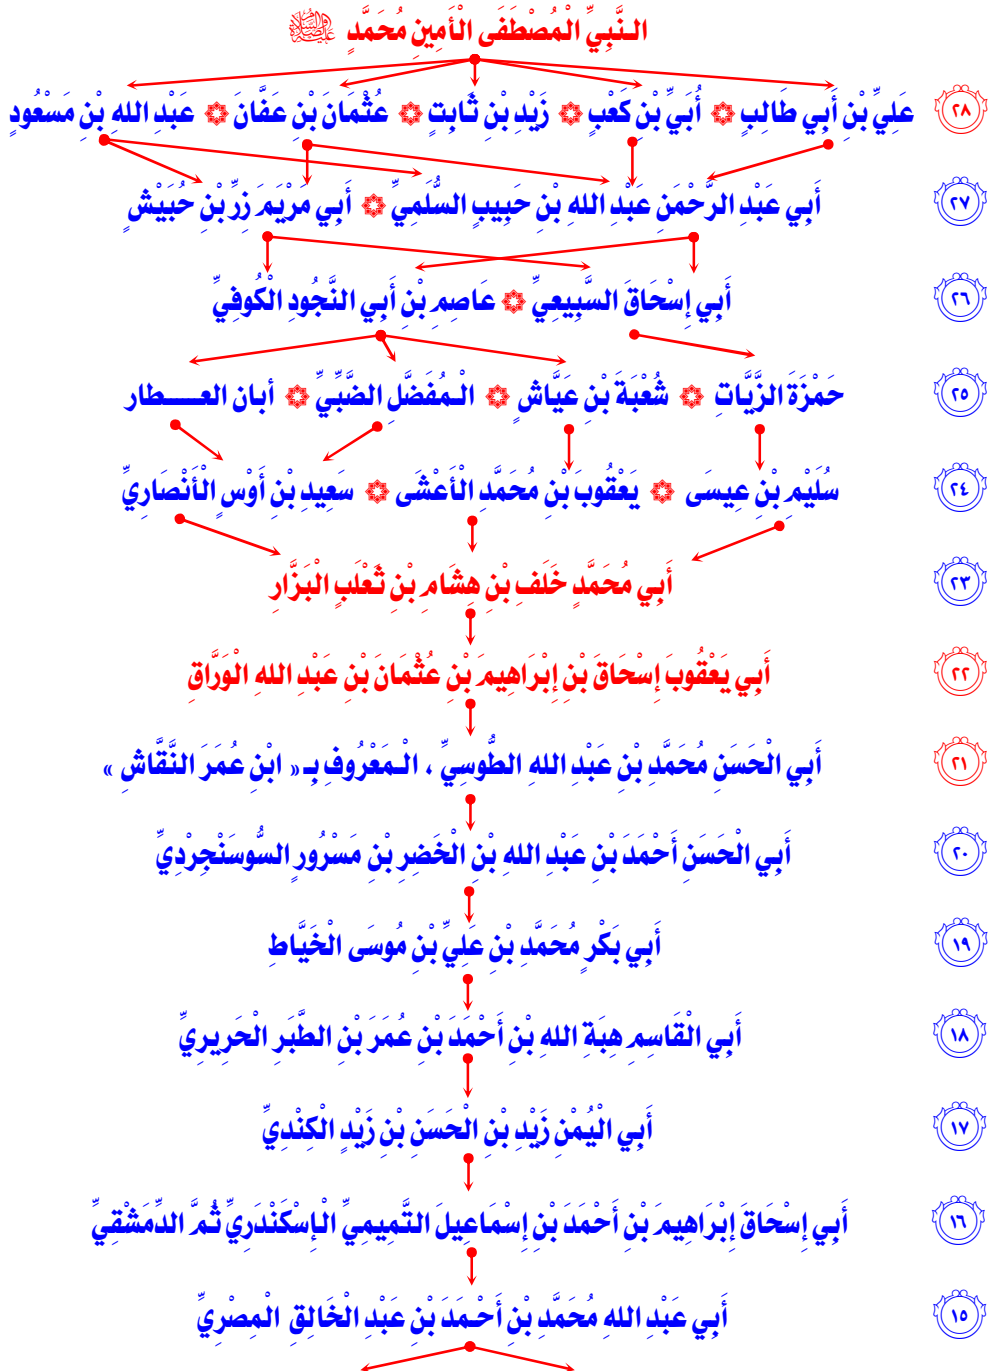 النَّبِيِّ الْمُصْطَفَى الْأَمِينِ مُحَمَّدٍ ﷺ
٢٨ عَلِيِّ بْنِ أَبِي طَالِبٍ ۞ أُبَيِّ بْنِ كَعْبٍ ۞ زَيْدِ بْنِ ثَابِتٍ ۞ عُثْمَانَ بْنِ عَفَّانَ ۞ عَبْدِ اللهِ بْنِ مَسْعُودٍ
٢٧ أَبِي عَبْدِ الرَّحْمَنِ عَبْدِ اللهِ بْنِ حَبِيبٍ السُّلَمِيِّ ۞ أَبِي مَرْيَمَ زِرِّ بْنِ حُبَيْشٍ
٢٦ أَبِي إِسْحَاقَ السَّبِيعِيِّ ۞ عَاصِمِ بْنِ أَبِي النَّجُودِ الْكُوفِيِّ
٢٥ حَمْزَةَ الزَّيَّاتِ ۞ شُعْبَةَ بْنِ عَيَّاشٍ ۞ الْمُفَضَّلِ الضَّبِّيِّ ۞ أبان العـــــطار
٢٤ سُلَيْمِ بْنِ عِيسَى ۞ يَعْقُوبَ بْنِ مُحَمَّدِ الْأَعْشَى ۞ سَعِيدِ بْنِ أَوْسٍ الْأَنْصَارِيِّ
٢٣ أَبِي مُحَمَّدٍ خَلَفِ بْنِ هِشَامِ بْنِ ثَعْلَبٍ الْبَزَّارِ
٢٢ أَبِي يَعْقُوبَ إِسْحَاقَ بْنِ إِبْرَاهِيمَ بْنِ عُثْمَانَ بْنِ عَبْدِ اللهِ الْوَرَّاقِ
٢١ أَبِي الْحَسَنِ مُحَمَّدِ بْنِ عَبْدِ اللهِ الطُّوسِيِّ ، الْـمَعْرُوفِ بِـ « ابْنِ عُمَرَ النَّقَّاشِ »
٢٠ أَبِي الْحَسَنِ أَحْمَدَ بْنِ عَبْدِ اللهِ بْنِ الْخَضِرِ بْنِ مَسْرُورٍ السُّوسَنْجِرْدِيِّ
١٩ أَبِي بَكْرٍ مُحَمَّدِ بْنِ عَلِيِّ بْنِ مُوسَى الْخَيَّاطِ
١٨ أَبِي الْقَاسِمِ هِبَةِ اللهِ بْنِ أَحْمَدَ بْنِ عُمَرَ بْنِ الطَّبَرِ الْحَرِيرِيِّ
١٧ أَبِي الْيُمْنِ زَيْدِ بْنِ الْحَسَنِ بْنِ زَيْدٍ الْكِنْدِيِّ
١٦ أَبِي إِسْحَاقَ إِبْرَاهِيمَ بْنِ أَحْمَدَ بْنِ إِسْمَاعِيلَ التَّمِيمِيِّ الْإِسْكَنْدَرِيِّ ثُمَّ الدِّمَشْقِيِّ
١٥ أَبِي عَبْدِ اللهِ مُحَمَّدِ بْنِ أَحْـمَدَ بْنِ عَبْدِ الْخَالِقِ الْمِصْرِيِّ